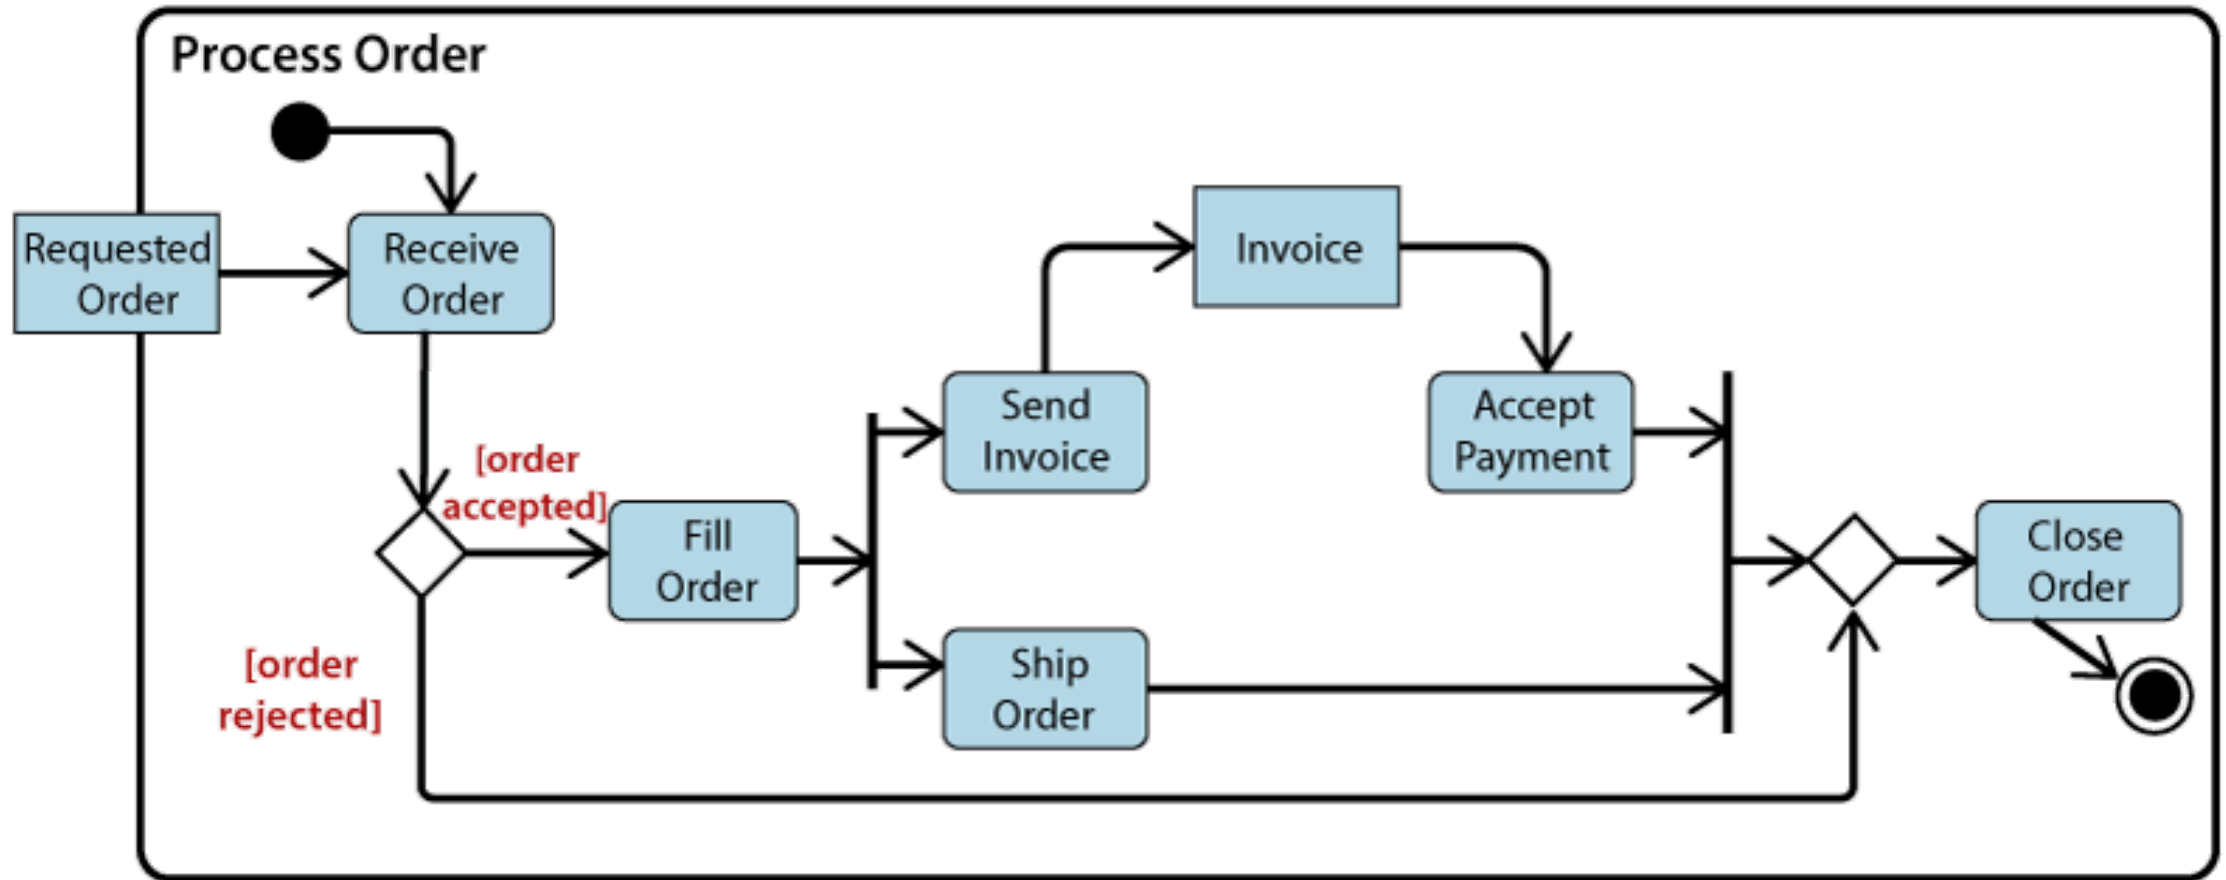 Process Order
Requested
Order
Receive
Order
Invoice
Send
Invoice
Accept
Payment
[order
accepted]
Fill
Order
Close
Order
[order
rejected]
Ship
Order